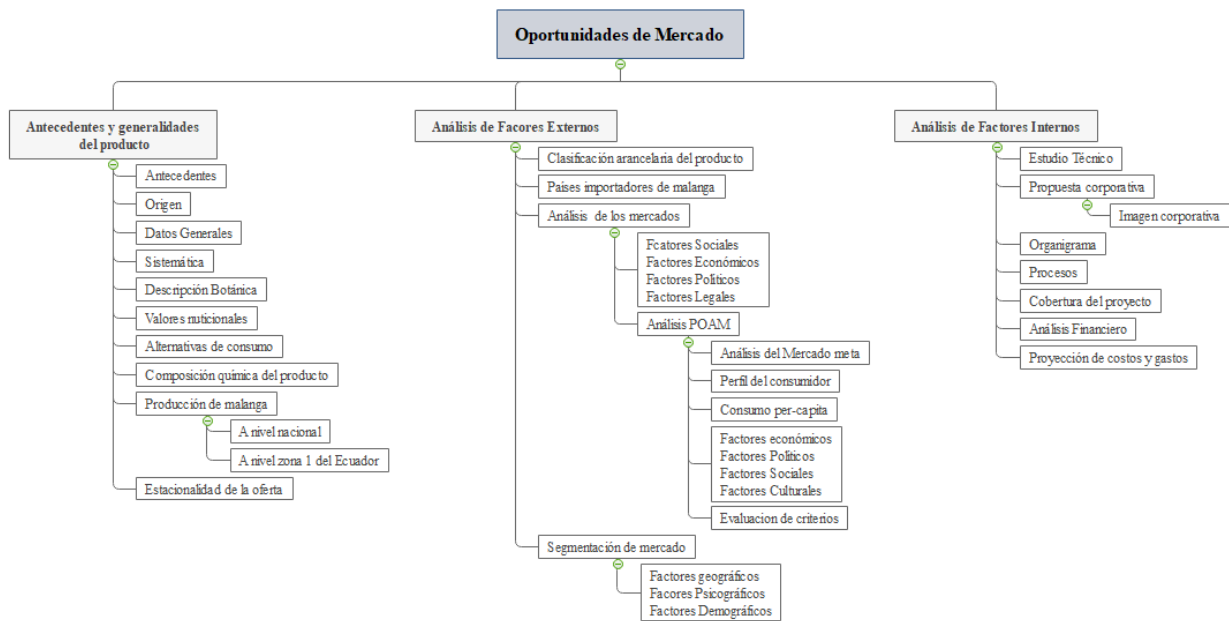 Oportunidades de Mercado
Antecedentes y generalidades
del producto
Antecedentes
Origen
Datos Generales
Sistemática
Descripción Botánica
Valores nuticionales
Alternativas de consumo
Composición química del producto
Producción de malanga
A nivel nacional
A nivel zona 1 del Ecuador
Estacionalidad de la oferta
Análisis de Facores Externos
Clasificación arancelaria del producto
Países importadores de malanga
Análisis de los mercados
Fcatores Sociales
Factores Económicos
Factores Políticos
Factores Legales
Análisis POAM
Análisis del Mercado meta
Perfil del consumidor
Consumo per-capita
Factores económicos
Factores Políticos
Factores Sociales
Factores Culturales
Evaluacion de criterios
Segmentación de mercado
Factores geográficos
Facores Psicográficos
Factores Demográficos
Análisis de Factores Internos
Estudio Técnico
Propuesta corporativa
Imagen corporativa
Organigrama
Procesos
Cobertura del proyecto
Análisis Financiero
Proyección de costos y gastos